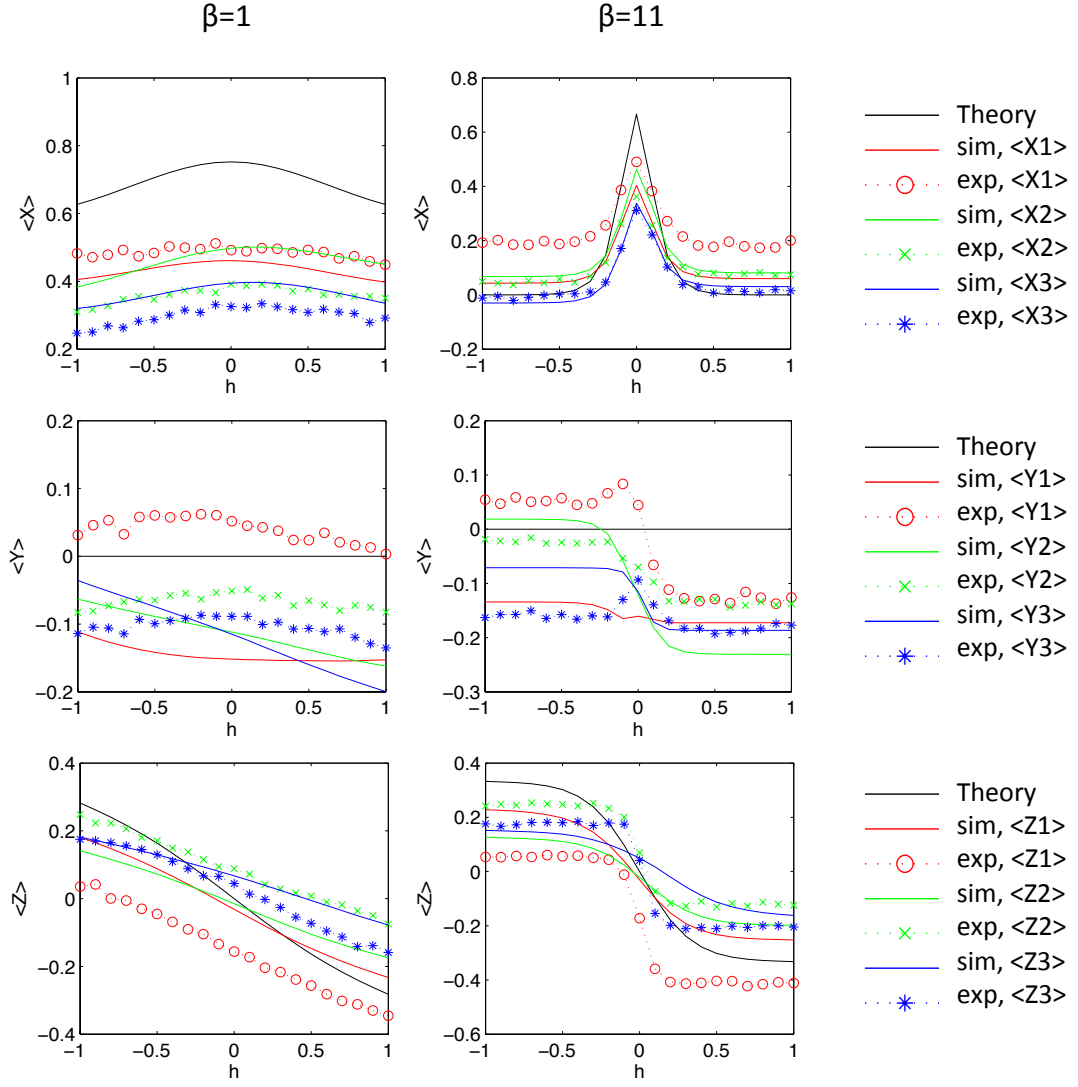 β=1
β=11
<X>
1
0.8
0.6
0.4
0.2
−1
−0.5
0
0.5
1
h
<X>
0.8
0.6
0.4
0.2
0
−0.2
−1
−0.5
0
0.5
1
h
Theory
sim, <X1>
exp, <X1>
sim, <X2>
exp, <X2>
sim, <X3>
exp, <X3>
<Y>
0.2
0.1
0
−0.1
−0.2
−1
−0.5
0
0.5
1
h
<Y>
0.2
0.1
0
−0.1
−0.2
−0.3
−1
−0.5
0
0.5
1
h
Theory
sim, <Y1>
exp, <Y1>
sim, <Y2>
exp, <Y2>
sim, <Y3>
exp, <Y3>
<Z>
0.4
0.2
0
−0.2
−0.4
−1
−0.5
0
0.5
1
h
<Z>
0.4
0.2
0
−0.2
−0.4
−0.6
−1
−0.5
0
0.5
1
h
Theory
sim, <Z1>
exp, <Z1>
sim, <Z2>
exp, <Z2>
sim, <Z3>
exp, <Z3>